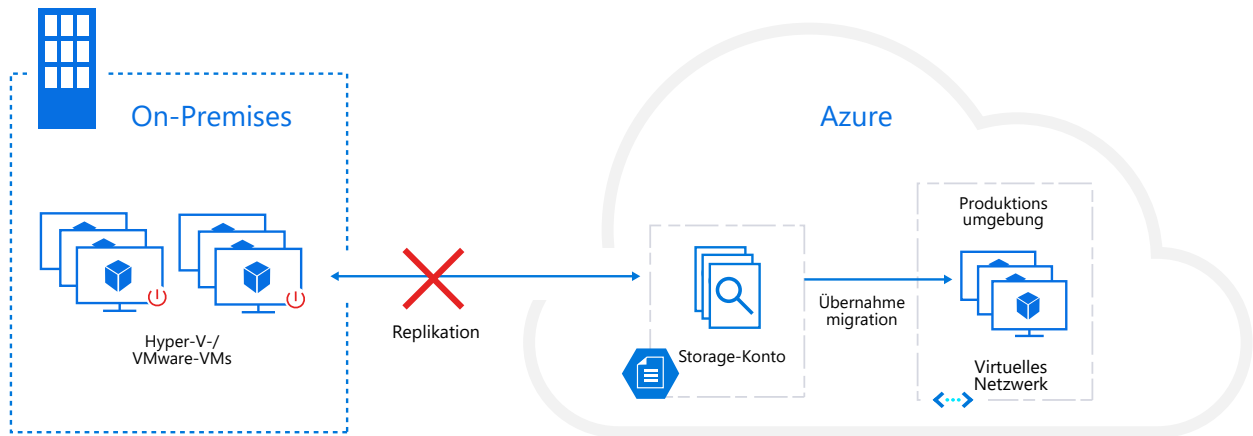 On-Premises
Azure
Hyper-V-/
VMware-VMs
Replikation
Storage-Konto
Übernahme
migration
Produktions
umgebung
Virtuelles
Netzwerk